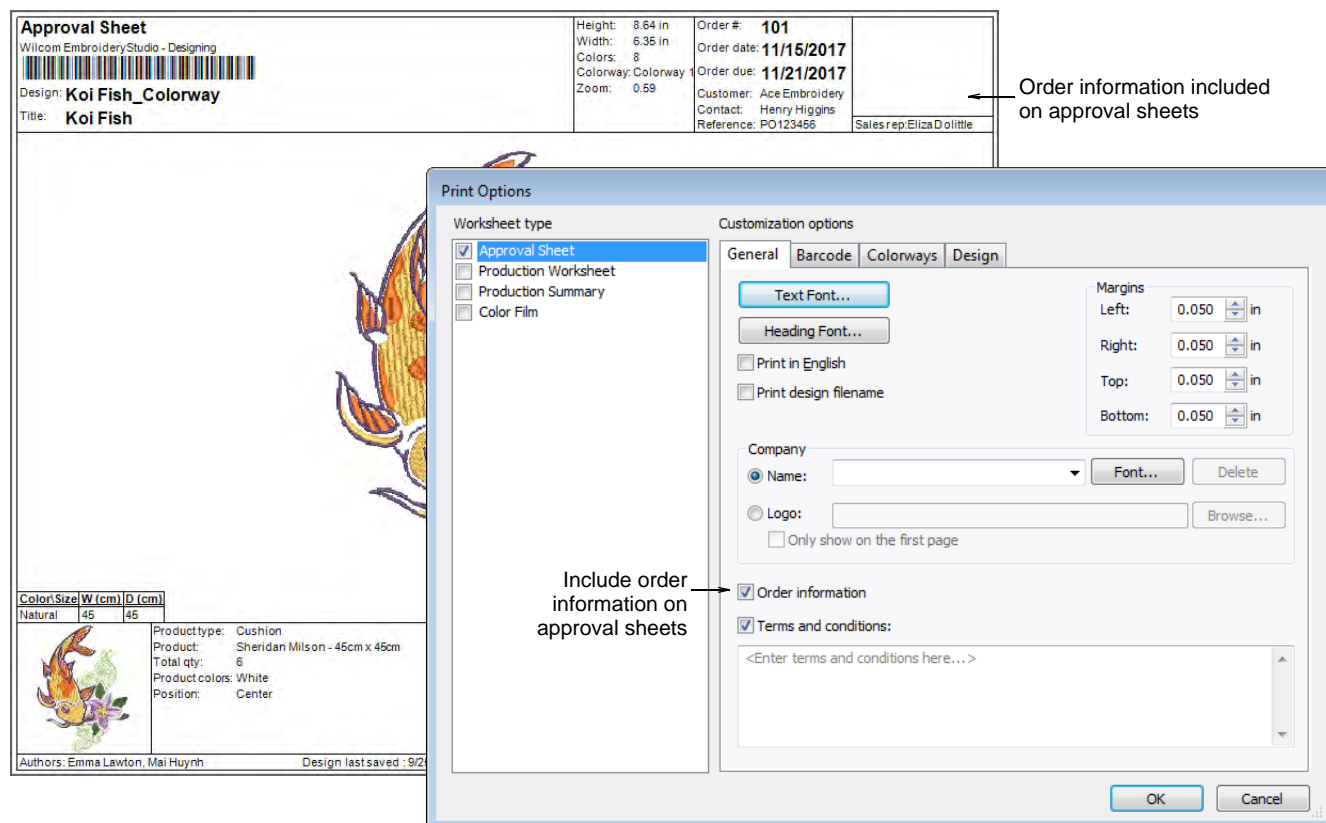 Approval Sheet
Wilcom EmbroideryStudio - Designing
Design: Koi Fish_Colorway
Title: Koi Fish
Height: 8.64 in
Width: 6.35 in
Colors: 8
Colorway: Colorway 1
Zoom: 0.59
Order #: 101
Order date: 11/15/2017
Order due: 11/21/2017
Customer: Ace Embroidery
Contact: Henry Higgins
Reference: PO123456
Sales rep: Eliza Dolittle
Order information included
on approval sheets
Print Options
Worksheet type
Approval Sheet
Production Worksheet
Production Summary
Color Film
Customization options
General Barcode Colorways Design
Text Font...
Heading Font...
Print in English
Print design filename
Margins
Left: 0.050 in
Right: 0.050 in
Top: 0.050 in
Bottom: 0.050 in
Company
Name: Font... Delete
Logo: Browse...
Only show on the first page
Include order
information on
approval sheets
Order information
Terms and conditions:
<Enter terms and conditions here...>
OK Cancel
Color\Size W (cm) D (cm)
Natural 45 45
Product type: Cushion
Product: Sheridan Milson - 45cm x 45cm
Total qty: 6
Product colors: White
Position: Center
Authors: Emma Lawton, Mai Huynh Design last saved : 9/2